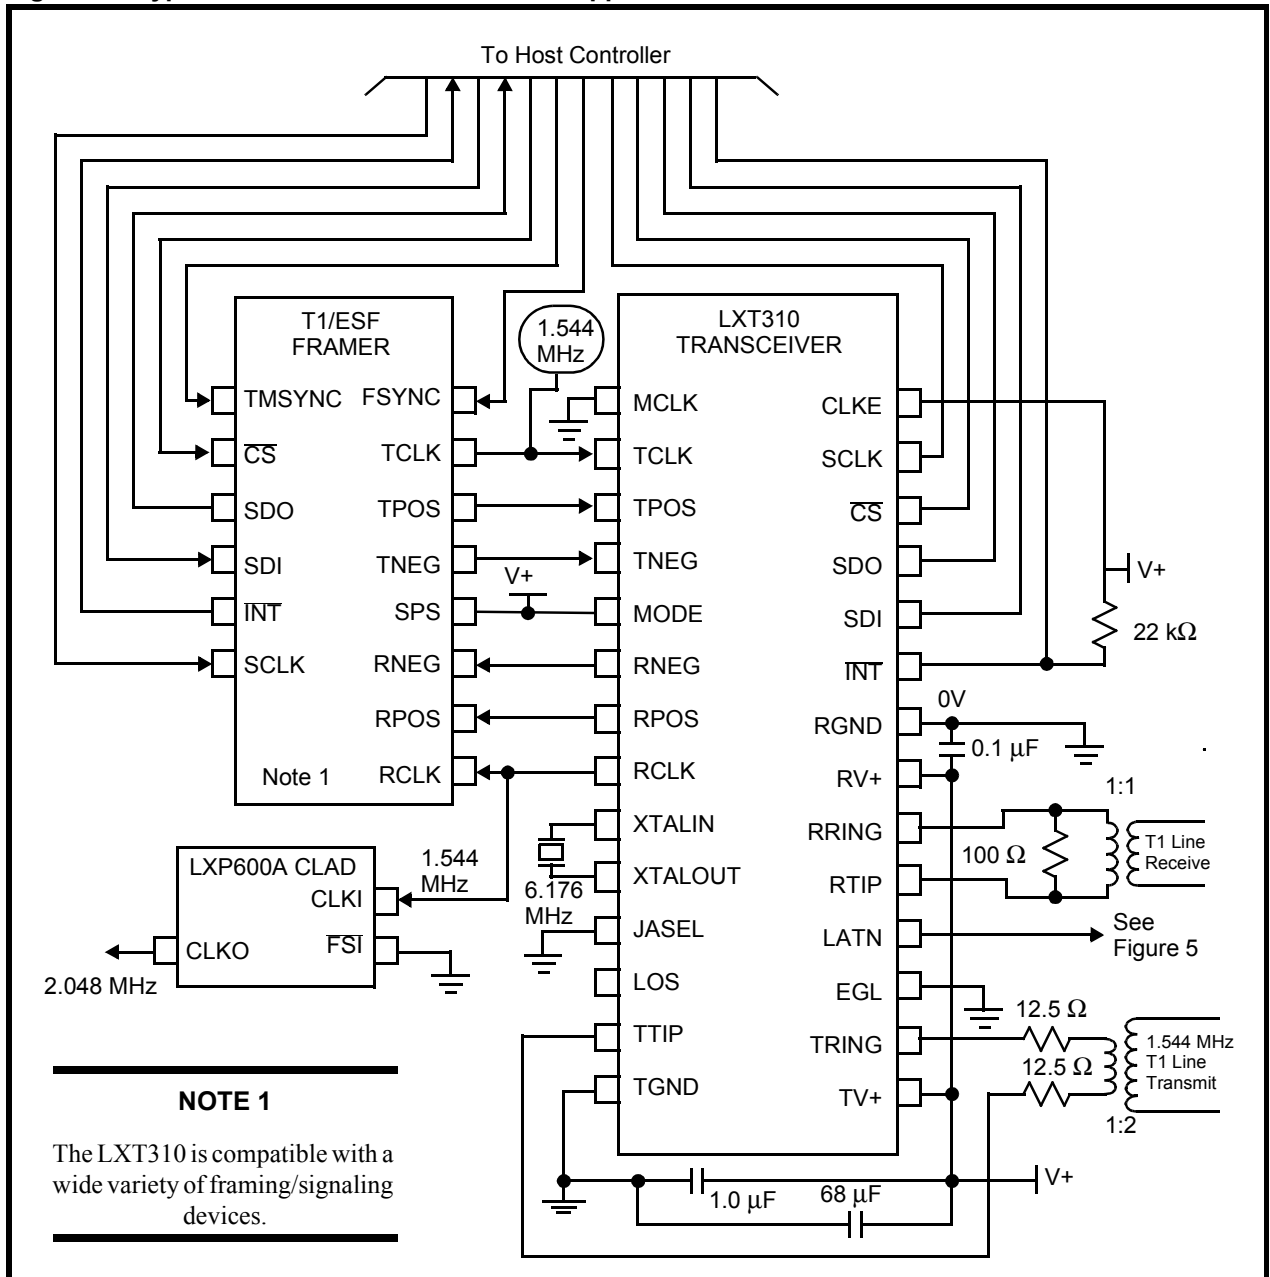 To Host Controller
T1/ESF
FRAMER
TMSYNC
FSYNC
CS
TCLK
SDO
TPOS
SDI
TNEG
INT
SPS
SCLK
RNEG
RPOS
Note 1
RCLK
1.544
MHz
V+
LXT310
TRANSCEIVER
MCLK
CLKE
TCLK
SCLK
TPOS
CS
TNEG
SDO
MODE
SDI
RNEG
INT
RPOS
RGND
RCLK
RV+
XTALIN
RRING
XTALOUT
RTIP
JASEL
LATN
LOS
EGL
TTIP
TRING
TGND
TV+
V+
22 kΩ
0V
0.1 µF
1:1
100 Ω
T1 Line
Receive
See
Figure 5
12.5 Ω
12.5 Ω
1.544 MHz
T1 Line
Transmit
1:2
V+
1.0 µF
68 µF
6.176
MHz
LXP600A CLAD
CLKI
1.544
MHz
CLKO
FSI
2.048 MHz
NOTE 1
The LXT310 is compatible with a
wide variety of framing/signaling
devices.